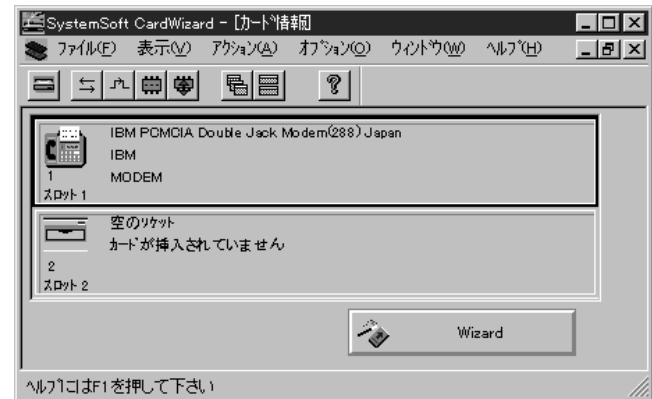 SystemSoft CardWizard - [ｶｰﾄﾞ情報]
ﾌｧｲﾙ(F) 表示(V) ｱｸｼｮﾝ(A) ｵﾌﾟｼｮﾝ(O) ｳｨﾝﾄﾞｳ(W) ﾍﾙﾌﾟ(H)
IBM PCMCIA Double Jack Modem(288) Japan
IBM
MODEM
1
ｽﾛｯﾄ 1
空のｿｹｯﾄ
ｶｰﾄﾞが挿入されていません
2
ｽﾛｯﾄ 2
Wizard
ﾍﾙﾌﾟにはF1を押して下さい